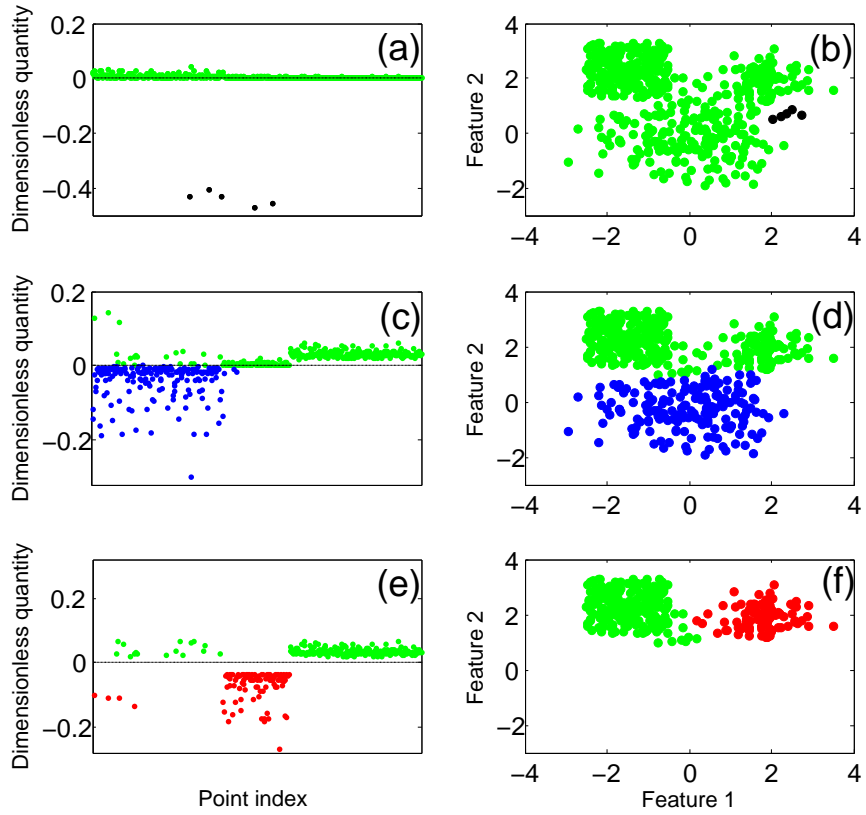 Dimensionless quantity
0.2
0
−0.2
−0.4
(a)
Feature 2
4
2
0
−2
−4 −2 0 2 4
(b)
Dimensionless quantity
0.2
0
−0.2
(c)
Feature 2
4
2
0
−2
−4 −2 0 2 4
(d)
Dimensionless quantity
0.2
0
−0.2
(e)
Point index
Feature 2
4
2
0
−2
−4 −2 0 2 4
(f)
Feature 1